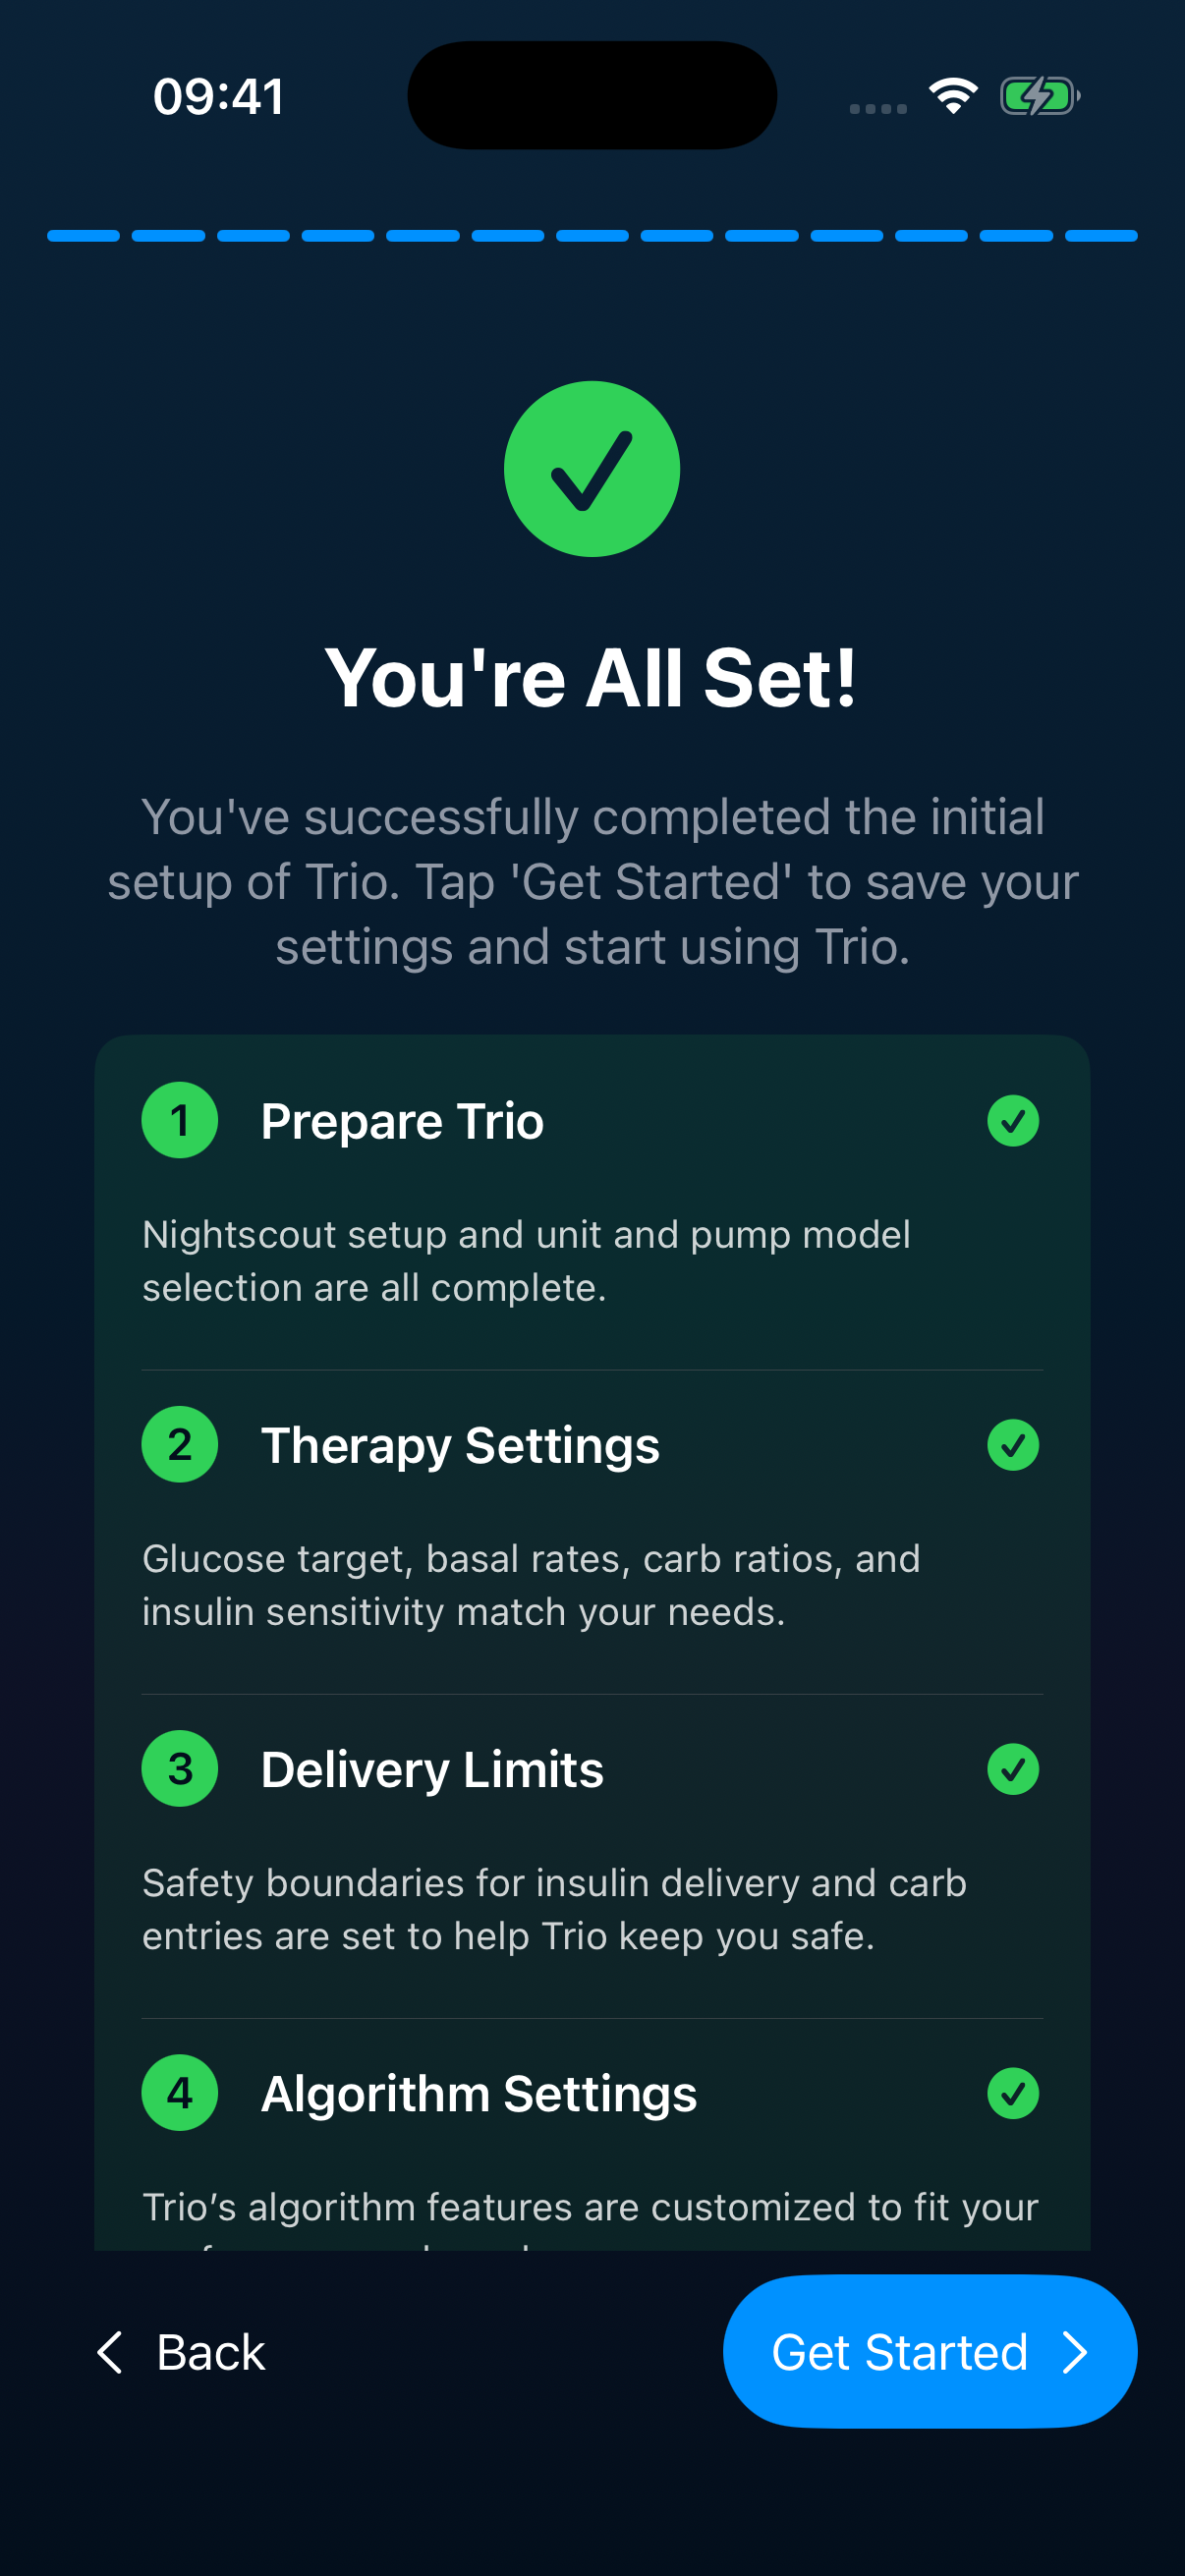 09:41
You're All Set!
You've successfully completed the initial
setup of Trio. Tap 'Get Started' to save your
settings and start using Trio.
1 Prepare Trio
Nightscout setup and unit and pump model
selection are all complete.
2 Therapy Settings
Glucose target, basal rates, carb ratios, and
insulin sensitivity match your needs.
3 Delivery Limits
Safety boundaries for insulin delivery and carb
entries are set to help Trio keep you safe.
4 Algorithm Settings
Trio’s algorithm features are customized to fit your
Back
Get Started